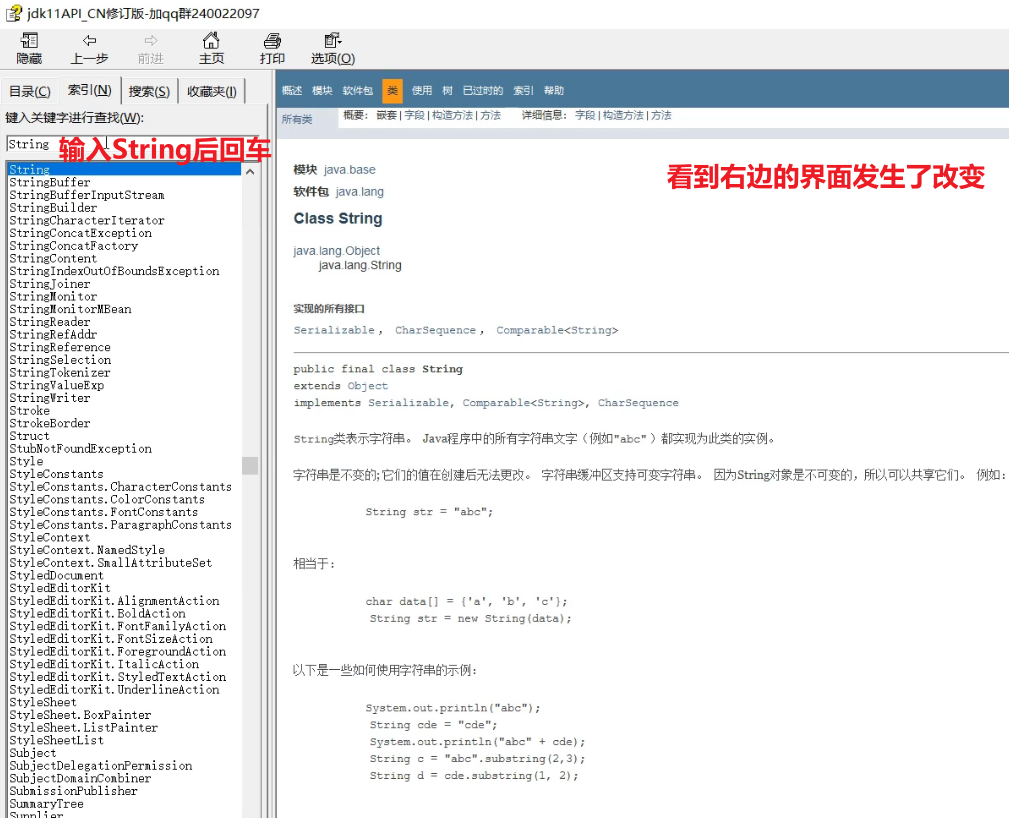 jdk11API_CN修订版-加qq群240022097
隐藏 上一步 前进 主页 打印 选项(O)
目录(C) 索引(N) 搜索(S) 收藏夹(I)
键入关键字进行查找(W):
String
输入String后回车
String
StringBuffer
StringBufferInputStream
StringBuilder
StringCharacterIterator
StringConcatException
StringConcatFactory
StringContent
StringIndexOutOfBoundsException
StringJoiner
StringMonitor
StringMonitorMBean
StringReader
StringRefAddr
StringReference
StringSelection
StringTokenizer
StringValueExp
StringWriter
Stroke
StrokeBorder
Struct
StubNotFoundException
Style
StyleConstants
StyleConstants.CharacterConstants
StyleConstants.ColorConstants
StyleConstants.FontConstants
StyleConstants.ParagraphConstants
StyleContext
StyleContext.NamedStyle
StyleContext.SmallAttributeSet
StyledDocument
StyledEditorKit
StyledEditorKit.AlignmentAction
StyledEditorKit.BoldAction
StyledEditorKit.FontFamilyAction
StyledEditorKit.FontSizeAction
StyledEditorKit.ForegroundAction
StyledEditorKit.ItalicAction
StyledEditorKit.StyledTextAction
StyledEditorKit.UnderlineAction
StyleSheet
StyleSheet.BoxPainter
StyleSheet.ListPainter
StyleSheetList
Subject
SubjectDelegationPermission
SubjectDomainCombiner
SubmissionPublisher
SummaryTree
Supplier
概述 模块 软件包 类 使用 树 已过时的 索引 帮助
所有类 概要: 嵌套 | 字段 | 构造方法 | 方法 详细信息: 字段 | 构造方法 | 方法
看到右边的界面发生了改变
模块 java.base
软件包 java.lang
Class String
java.lang.Object
java.lang.String
实现的所有接口
Serializable , CharSequence , Comparable<String>
public final class String
extends Object
implements Serializable, Comparable<String>, CharSequence
String类表示字符串。 Java程序中的所有字符串文字（例如"abc" ）都实现为此类的实例。
字符串是不变的; 它们的值在创建后无法更改。 字符串缓冲区支持可变字符串。 因为String对象是不可变的，所以可以共享它们。 例如:
String str = "abc";
相当于:
char data[] = {'a', 'b', 'c'};
String str = new String(data);
以下是一些如何使用字符串的示例:
System.out.println("abc");
String cde = "cde";
System.out.println("abc" + cde);
String c = "abc".substring(2,3);
String d = cde.substring(1, 2);